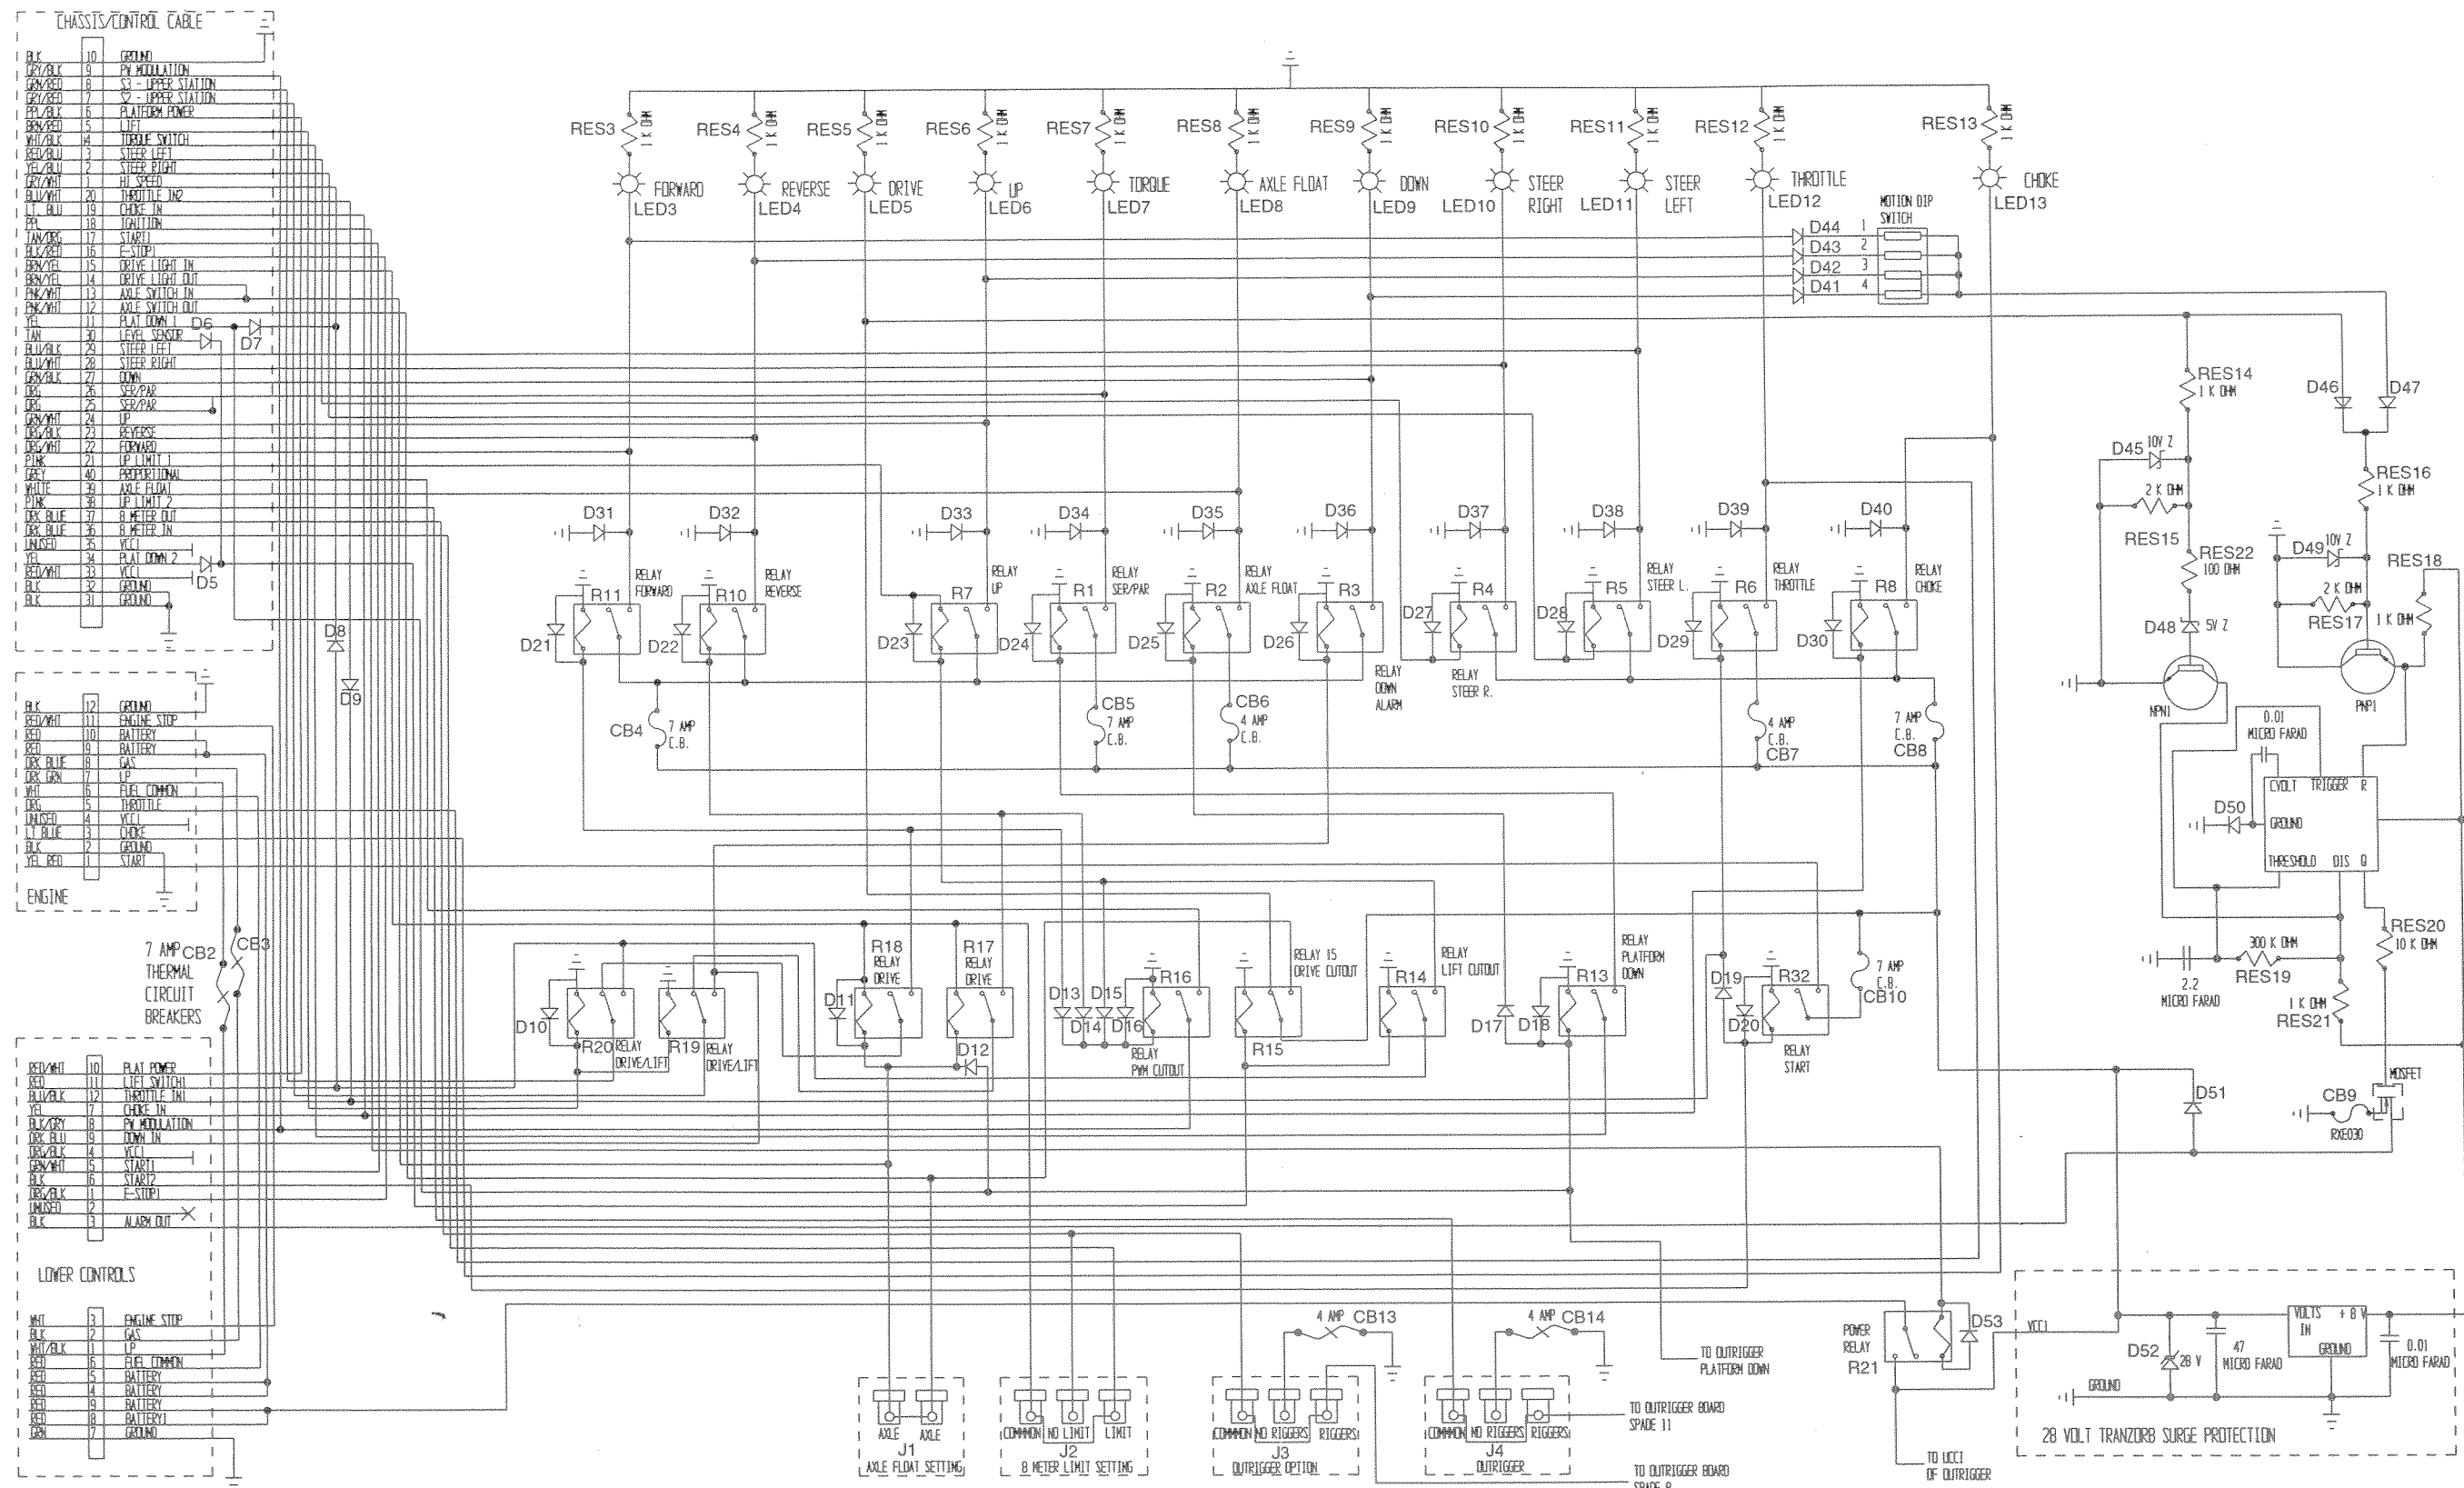 CHASSIS/CONTROL CABLE
BLK 10 GROUND
GRY/BLK 9 PW MODULATION
GRN/RED 8 S3 - UPPER STATION
GRY/RED 7 S2 - UPPER STATION
PPL/BLK 6 PLATFORM POWER
BRN/RED 5 LIFT
WHT/BLK 4 TORQUE SWITCH
RED/BLU 3 STEER LEFT
YEL/BLU 2 STEER RIGHT
GRY/WHT 1 HI SPEED
BLU/WHT 20 THROTTLE IN2
LT. BLU 19 CHOKE IN
PPL 18 IGNITION
TAN/ORG 17 START1
BLK/RED 16 E-STOP1
BRN/YEL 15 DRIVE LIGHT IN
BRN/YEL 14 DRIVE LIGHT OUT
PNK/WHT 13 AXLE SWITCH IN
PNK/WHT 12 AXLE SWITCH OUT
YEL 11 PLAT DOWN 1
TAN 30 LEVEL SENSOR
BLU/BLK 29 STEER LEFT
BLU/WHT 28 STEER RIGHT
GRN/BLK 27 DOWN
ORG 26 SER/PAR
ORG 25 SER/PAR
GRN/WHT 24 UP
ORG/BLK 23 REVERSE
ORG/WHT 22 FORWARD
PINK 21 UP LIMIT 1
GREY 40 PROPORTIONAL
WHITE 39 AXLE FLOAT
PINK 38 UP LIMIT 2
DRK BLUE 37 8 METER OUT
DRK BLUE 36 8 METER IN
UNUSED 35 VCC1
YEL 34 PLAT DOWN 2
RED/WHT 33 VCC1
BLK 32 GROUND
BLK 31 GROUND
D6
D7
D5
D8
D9
BLK 12 GROUND
RED/WHT 11 ENGINE STOP
RED 10 BATTERY
RED 9 BATTERY
DRK BLUE 8 GAS
DRK GRN 7 LP
WHT 6 FUEL COMMON
ORG 5 THROTTLE
UNUSED 4 VCC1
LT BLUE 3 CHOKE
BLK 2 GROUND
YEL RED 1 START
ENGINE
7 AMP
THERMAL
CIRCUIT
BREAKERS
CB2
CB3
RED/WHT 10 PLAT POWER
RED 11 LIFT SWITCH1
BLU/BLK 12 THROTTLE IN1
YEL 7 CHOKE IN
BLK/GRY 8 PW MODULATION
DRK BLU 9 DOWN IN
ORG/BLK 4 VCC1
GRN/WHT 5 START1
BLK 6 START2
ORG/BLK 1 E-STOP1
UNUSED 2
BLK 3 ALARM OUT
LOWER CONTROLS
WHT 3 ENGINE STOP
BLK 2 GAS
WHT/BLK 1 LP
RED 6 FUEL COMMON
RED 5 BATTERY
RED 4 BATTERY
RED 9 BATTERY
RED 8 BATTERY1
GRN 7 GROUND
RES3 1 K OHM
RES4 1 K OHM
RES5 1 K OHM
RES6 1 K OHM
RES7 1 K OHM
RES8 1 K OHM
RES9 1 K OHM
RES10 1 K OHM
RES11 1 K OHM
RES12 1 K OHM
RES13 1 K OHM
FORWARD
LED3
REVERSE
LED4
DRIVE
LED5
UP
LED6
TORQUE
LED7
AXLE FLOAT
LED8
DOWN
LED9
STEER
RIGHT
LED10
STEER
LEFT
LED11
THROTTLE
LED12
CHOKE
LED13
MOTION DIP
SWITCH
D44 1
D43 2
D42 3
D41 4
D31
D32
D33
D34
D35
D36
D37
D38
D39
D40
R11
RELAY
FORWARD
R10
RELAY
REVERSE
R7
RELAY
UP
R1
RELAY
SER/PAR
R2
RELAY
AXLE FLOAT
R3
RELAY
DOWN
ALARM
R4
RELAY
STEER R.
R5
RELAY
STEER L.
R6
RELAY
THROTTLE
R8
RELAY
CHOKE
D21
D22
D23
D24
D25
D26
D27
D28
D29
D30
CB4
7 AMP
C.B.
CB5
7 AMP
C.B.
CB6
4 AMP
C.B.
4 AMP
C.B.
CB7
7 AMP
C.B.
CB8
RES14
1 K OHM
D46
D47
D45
10V Z
2 K OHM
RES15
RES22
100 OHM
D48
5V Z
NPN1
RES16
1 K OHM
D49
10V Z
2 K OHM
RES17
RES18
1 K OHM
PNP1
0.01
MICRO FARAD
CVOLT TRIGGER R
D50
GROUND
THRESHOLD DIS Q
RES20
10 K OHM
300 K OHM
RES19
2.2
MICRO FARAD
1 K OHM
RES21
MOSFET
CB9
RXE030
D51
D10
R20
RELAY
DRIVE/LIFT
R19
RELAY
DRIVE/LIFT
R18
RELAY
DRIVE
D11
R17
RELAY
DRIVE
D12
D13
D14
D15
D16
R16
RELAY
PWM CUTOUT
RELAY 15
DRIVE CUTOUT
R15
RELAY
LIFT CUTOUT
R14
D17
D18
R13
RELAY
PLATFORM
DOWN
D19
D20
R32
RELAY
START
7 AMP
C.B.
CB10
AXLE AXLE
J1
AXLE FLOAT SETTING
COMMON NO LIMIT LIMIT
J2
8 METER LIMIT SETTING
4 AMP CB13
COMMON NO RIGGERS RIGGERS
J3
OUTRIGGER OPTION
4 AMP CB14
COMMON NO RIGGERS RIGGERS
J4
OUTRIGGER
TO OUTRIGGER
PLATFORM DOWN
TO OUTRIGGER BOARD
SPADE 11
TO OUTRIGGER BOARD
POWER
RELAY
R21
D53
TO UCC1
OF OUTRIGGER
VCC1
D52
28 V
47
MICRO FARAD
VOLTS + 8 V
IN
GROUND
0.01
MICRO FARAD
GROUND
28 VOLT TRANZORB SURGE PROTECTION